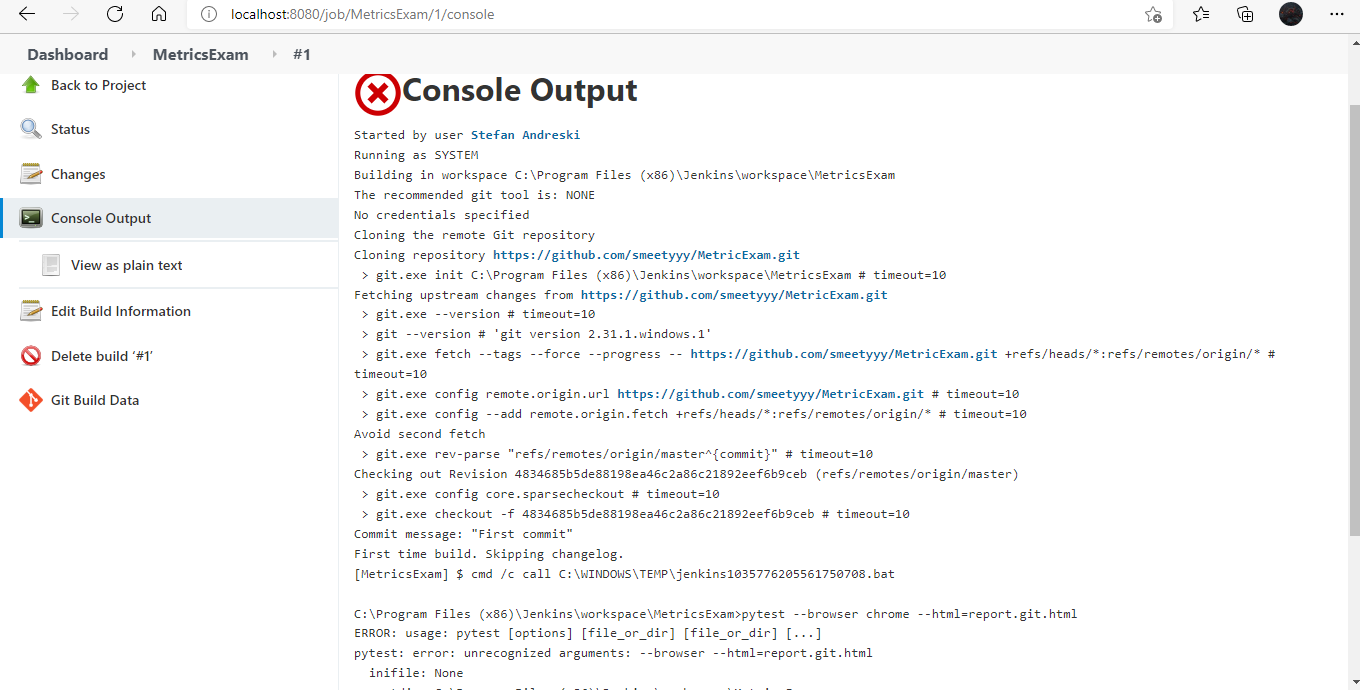 localhost:8080/job/MetricsExam/1/console
Dashboard MetricsExam #1
Back to Project
Status
Changes
Console Output
View as plain text
Edit Build Information
Delete build ‘#1’
Git Build Data
Console Output
Started by user Stefan Andreski
Running as SYSTEM
Building in workspace C:\Program Files (x86)\Jenkins\workspace\MetricsExam
The recommended git tool is: NONE
No credentials specified
Cloning the remote Git repository
Cloning repository https://github.com/smeetyyy/MetricExam.git
> git.exe init C:\Program Files (x86)\Jenkins\workspace\MetricsExam # timeout=10
Fetching upstream changes from https://github.com/smeetyyy/MetricExam.git
> git.exe --version # timeout=10
> git --version # 'git version 2.31.1.windows.1'
> git.exe fetch --tags --force --progress -- https://github.com/smeetyyy/MetricExam.git +refs/heads/*:refs/remotes/origin/* #
timeout=10
> git.exe config remote.origin.url https://github.com/smeetyyy/MetricExam.git # timeout=10
> git.exe config --add remote.origin.fetch +refs/heads/*:refs/remotes/origin/* # timeout=10
Avoid second fetch
> git.exe rev-parse "refs/remotes/origin/master^{commit}" # timeout=10
Checking out Revision 4834685b5de88198ea46c2a86c21892eef6b9ceb (refs/remotes/origin/master)
> git.exe config core.sparsecheckout # timeout=10
> git.exe checkout -f 4834685b5de88198ea46c2a86c21892eef6b9ceb # timeout=10
Commit message: "First commit"
First time build. Skipping changelog.
[MetricsExam] $ cmd /c call C:\WINDOWS\TEMP\jenkins1035776205561750708.bat
C:\Program Files (x86)\Jenkins\workspace\MetricsExam>pytest --browser chrome --html=report.git.html
ERROR: usage: pytest [options] [file_or_dir] [file_or_dir] [...]
pytest: error: unrecognized arguments: --browser --html=report.git.html
inifile: None